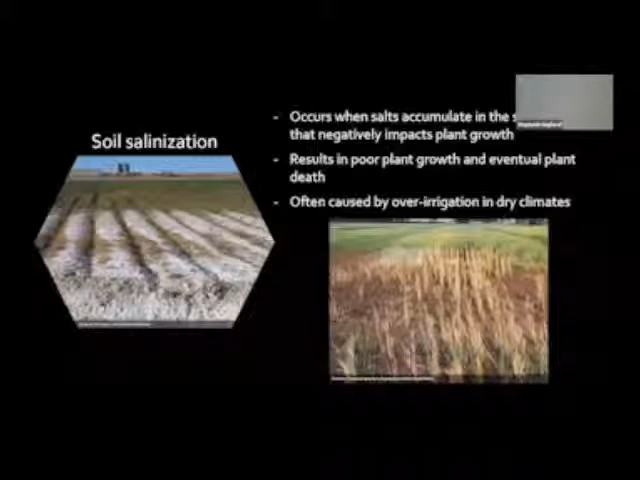 Soil salinization
- Occurs when salts accumulate in the
that negatively impacts plant growth
- Results in poor plant growth and eventual plant
death
- Often caused by over-irrigation in dry climates